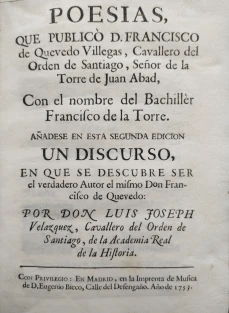 POESIAS,
QUE PUBLICÒ D. FRANCISCO
de Quevedo Villegas, Cavallero del
Orden de Santiago, Señor de la
Torre de Juan Abad,
Con el nombre del Bachillèr
Francisco de la Torre.
AÑADESE EN ESTA SEGUNDA EDICION
UN DISCURSO,
EN QUE SE DESCUBRE SER
el verdadero Autor el mismo Don Fran-
cisco de Quevedo:
POR DON LUIS JOSEPH
Velazquez, Cavallero del Orden de
Santiago, de la Academia Real
de la Historia.
CON PRIVILEGIO: EN MADRID, en la Imprenta de Musica
de D. Eugenio Bieco, Calle del Desengaño. Año de 1753.